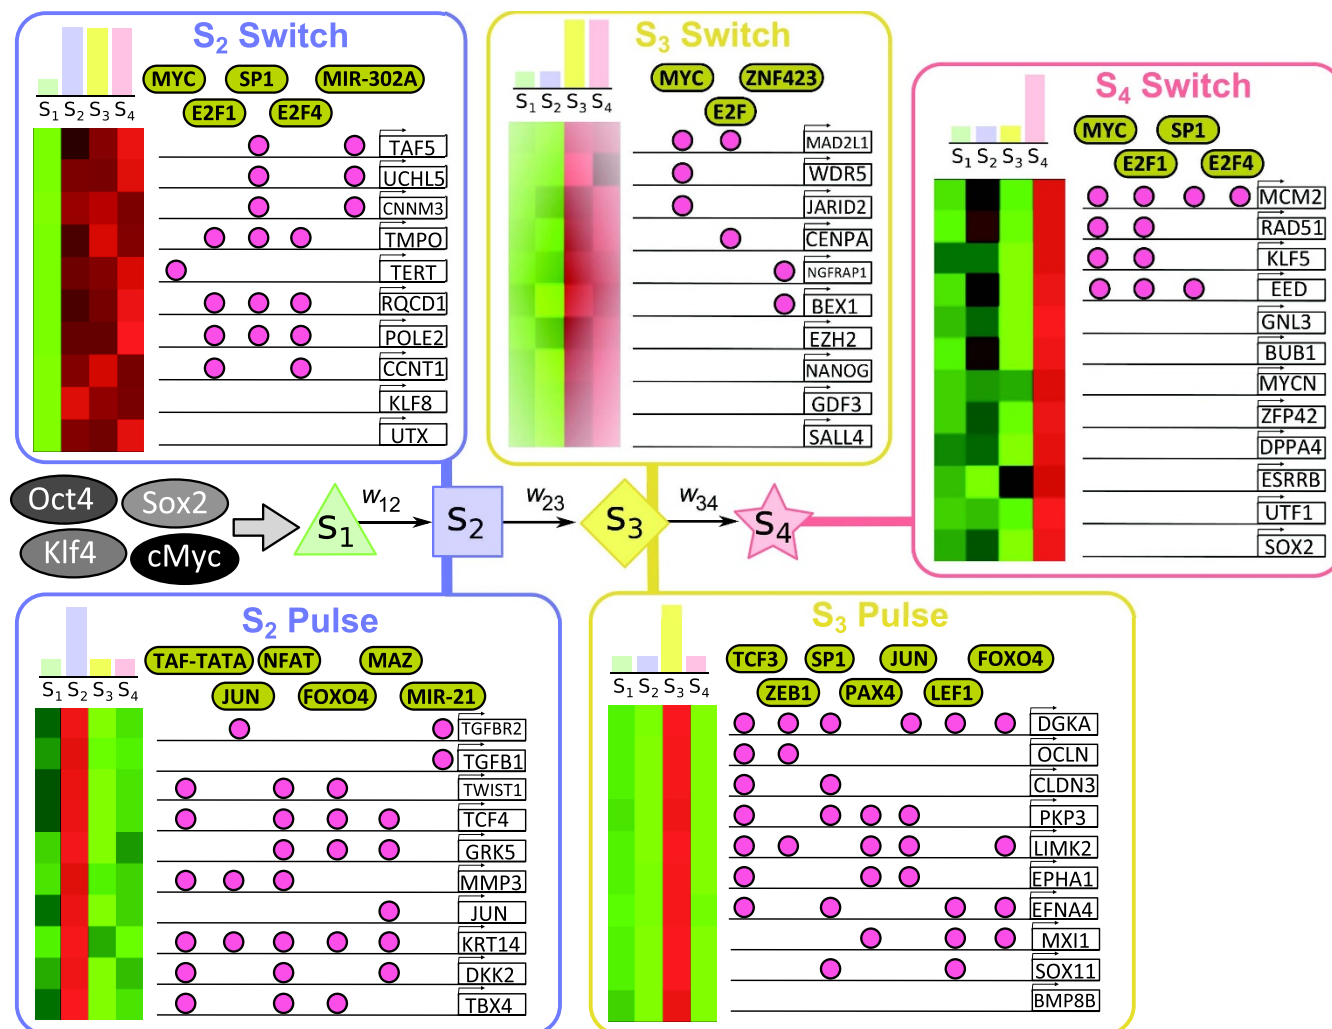 S2 Switch
MYC SP1 MIR-302A
E2F1 E2F4
S1 S2 S3 S4
TAF5
UCHL5
CNNM3
TMPO
TERT
RQCD1
POLE2
CCNT1
KLF8
UTX
S3 Switch
MYC ZNF423
E2F
S1 S2 S3 S4
MAD2L1
WDR5
JARID2
CENPA
NGFRAP1
BEX1
EZH2
NANOG
GDF3
SALL4
S4 Switch
MYC SP1
E2F1 E2F4
S1 S2 S3 S4
MCM2
RAD51
KLF5
EED
GNL3
BUB1
MYCN
ZFP42
DPPA4
ESRRB
UTF1
SOX2
Oct4 Sox2
Klf4 cMyc
S1 w12 S2 w23 S3 w34 S4
S2 Pulse
TAF-TATA NFAT MAZ
JUN FOXO4 MIR-21
S1 S2 S3 S4
TGFBR2
TGFB1
TWIST1
TCF4
GRK5
MMP3
JUN
KRT14
DKK2
TBX4
S3 Pulse
TCF3 SP1 JUN FOXO4
ZEB1 PAX4 LEF1
S1 S2 S3 S4
DGKA
OCLN
CLDN3
PKP3
LIMK2
EPHA1
EFNA4
MXI1
SOX11
BMP8B